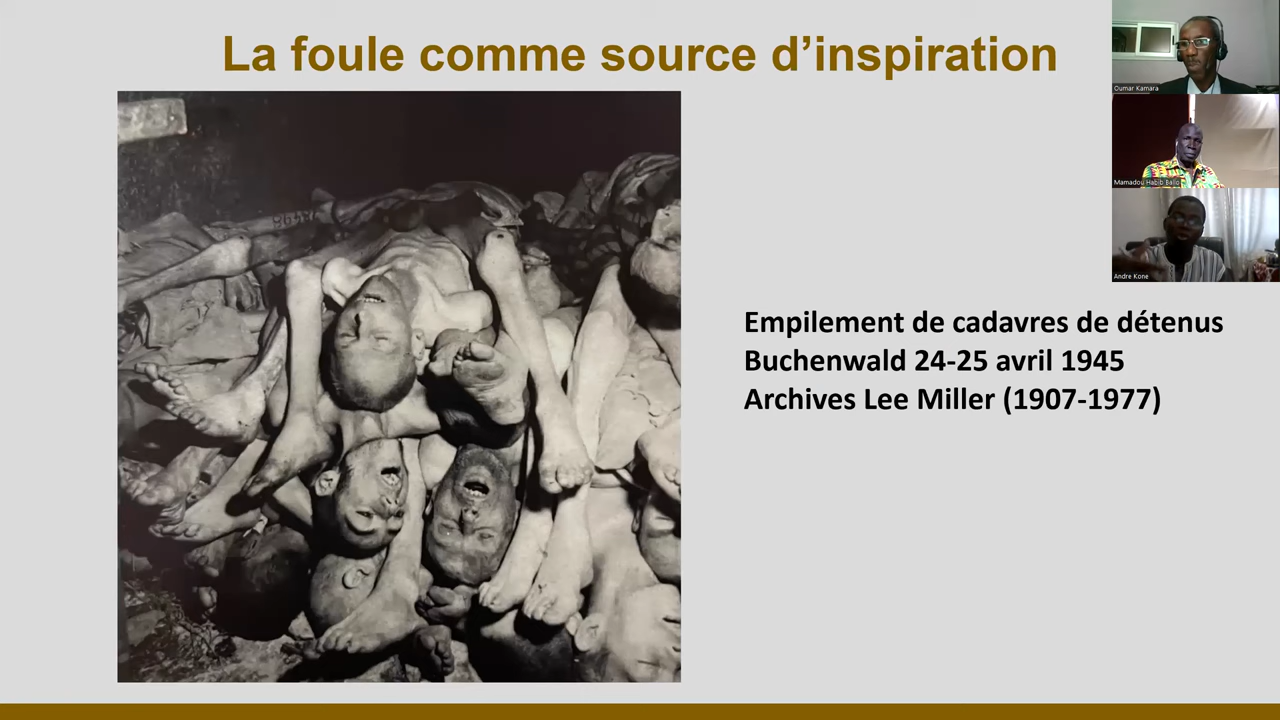 La foule comme source d’inspiration
Oumar Kamara
Mamadou Habib Ballo
Andre Kone
Empilement de cadavres de détenus
Buchenwald 24-25 avril 1945
Archives Lee Miller (1907-1977)